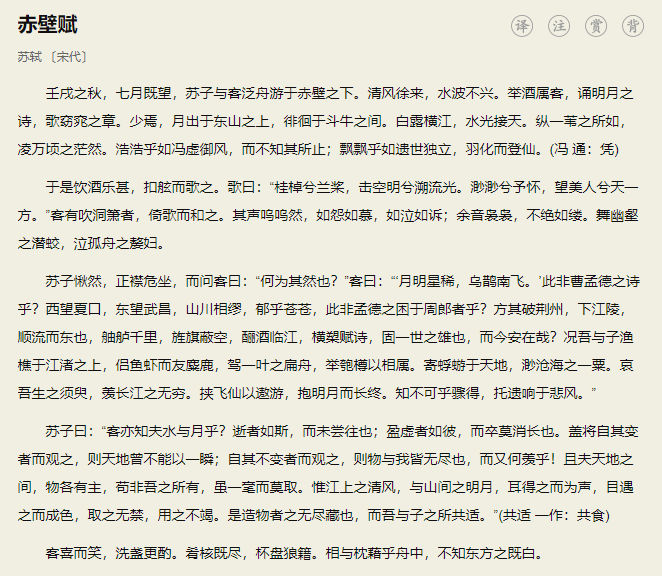 赤壁赋
译 注 赏 背
苏轼 〔宋代〕
壬戌之秋，七月既望，苏子与客泛舟游于赤壁之下。清风徐来，水波不兴。举酒属客，诵明月之
诗，歌窈窕之章。少焉，月出于东山之上，徘徊于斗牛之间。白露横江，水光接天。纵一苇之所如，
凌万顷之茫然。浩浩乎如冯虚御风，而不知其所止；飘飘乎如遗世独立，羽化而登仙。(冯 通：凭)
于是饮酒乐甚，扣舷而歌之。歌曰：“桂棹兮兰桨，击空明兮溯流光。渺渺兮予怀，望美人兮天一
方。”客有吹洞箫者，倚歌而和之。其声呜呜然，如怨如慕，如泣如诉；余音袅袅，不绝如缕。舞幽壑
之潜蛟，泣孤舟之嫠妇。
苏子愀然，正襟危坐，而问客曰：“何为其然也？”客曰：“‘月明星稀，乌鹊南飞。’此非曹孟德之诗
乎？西望夏口，东望武昌，山川相缪，郁乎苍苍，此非孟德之困于周郎者乎？方其破荆州，下江陵，
顺流而东也，舳舻千里，旌旗蔽空，酾酒临江，横槊赋诗，固一世之雄也，而今安在哉？况吾与子渔
樵于江渚之上，侣鱼虾而友麋鹿，驾一叶之扁舟，举匏樽以相属。寄蜉蝣于天地，渺沧海之一粟。哀
吾生之须臾，羡长江之无穷。挟飞仙以遨游，抱明月而长终。知不可乎骤得，托遗响于悲风。”
苏子曰：“客亦知夫水与月乎？逝者如斯，而未尝往也；盈虚者如彼，而卒莫消长也。盖将自其变
者而观之，则天地曾不能以一瞬；自其不变者而观之，则物与我皆无尽也，而又何羡乎！且夫天地之
间，物各有主，苟非吾之所有，虽一毫而莫取。惟江上之清风，与山间之明月，耳得之而为声，目遇
之而成色，取之无禁，用之不竭。是造物者之无尽藏也，而吾与子之所共适。”(共适 一作：共食)
客喜而笑，洗盏更酌。肴核既尽，杯盘狼籍。相与枕藉乎舟中，不知东方之既白。